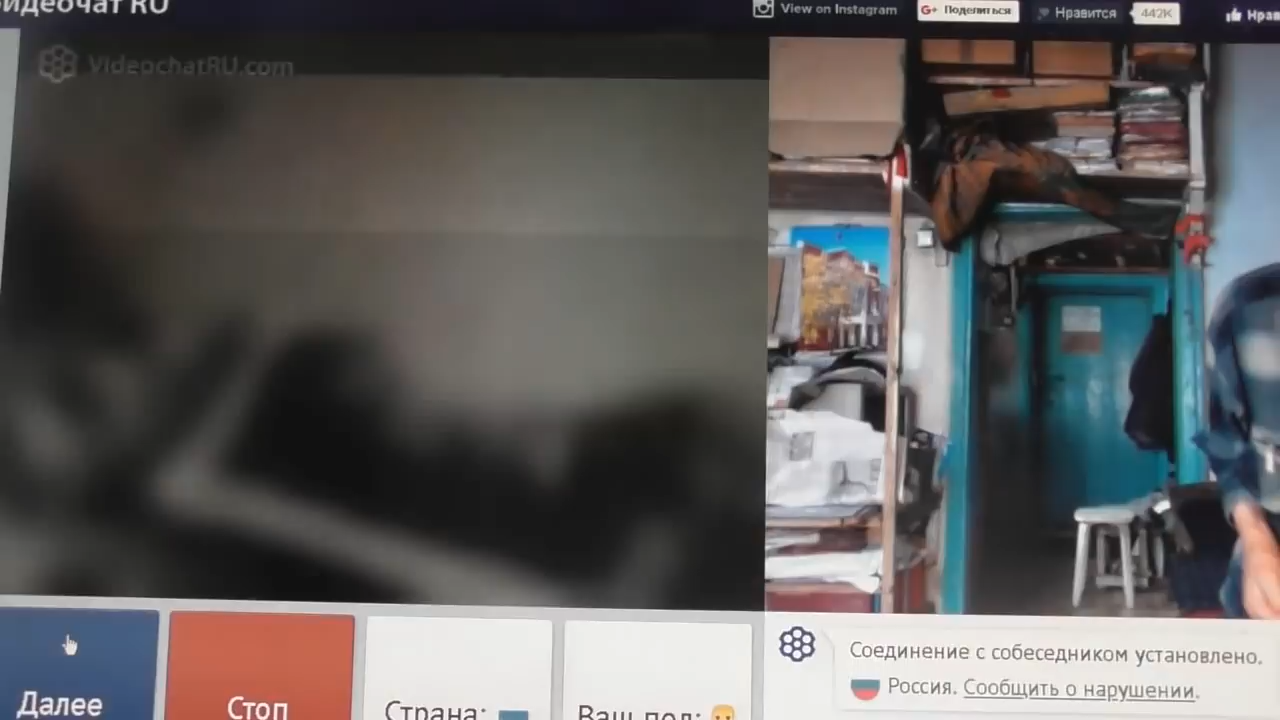 идеочат RU
View on Instagram
G+ Поделиться
Нравится
442K
Нрав
VideochatRU.com
Далее
Стоп
Страна:
Ваш пол:
Соединение с собеседником установлено.
Россия. Сообщить о нарушении.